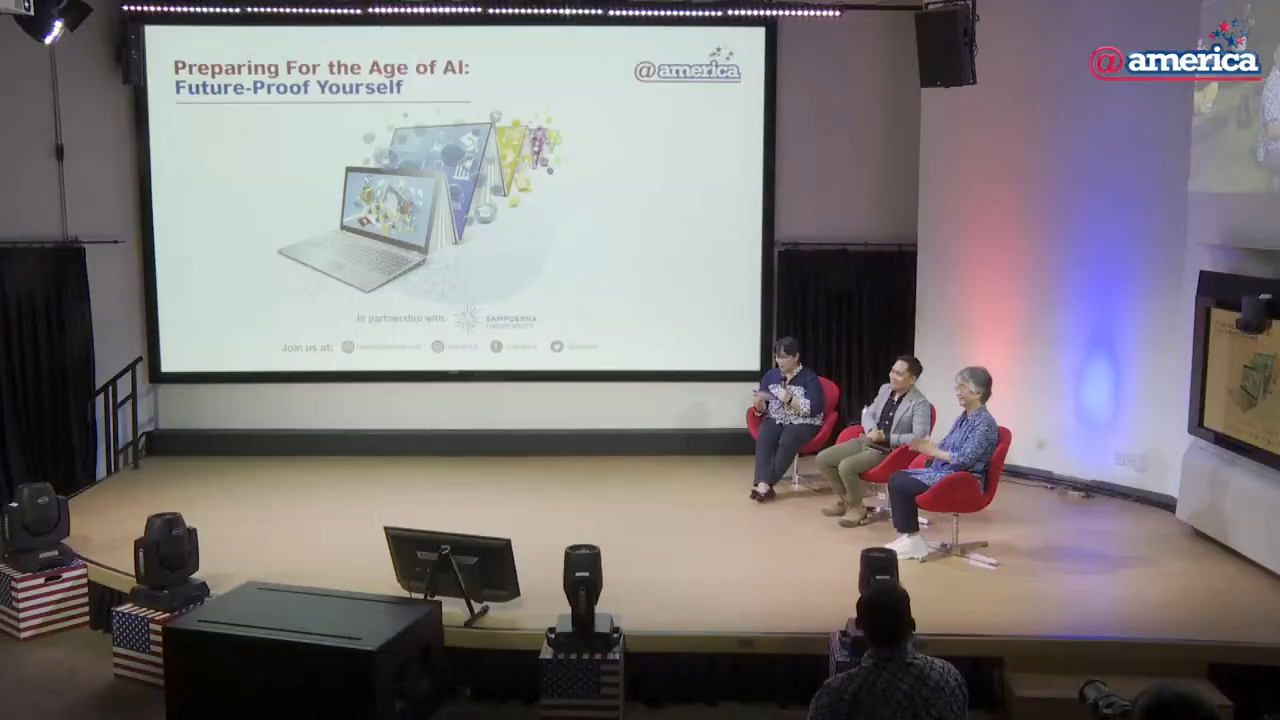 Preparing For the Age of AI:
Future-Proof Yourself
@america
@america
In partnership with:
SAMPOERNA
UNIVERSITY
Join us at: